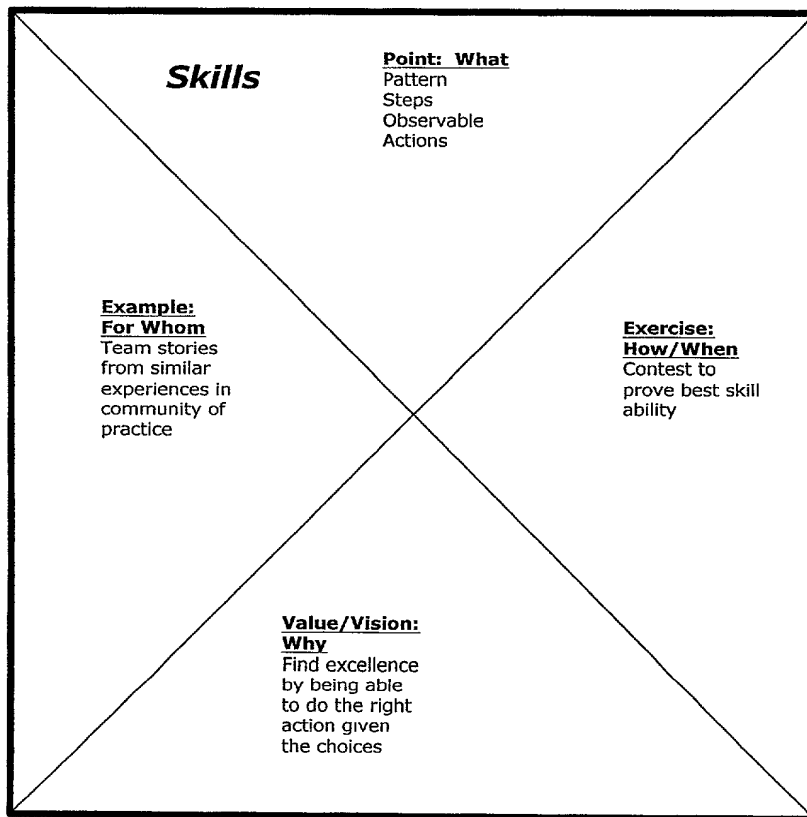 Skills
Point: What
Pattern
Steps
Observable
Actions
Example:
For Whom
Team stories
from similar
experiences in
community of
practice
Exercise:
How/When
Contest to
prove best skill
ability
Value/Vision:
Why
Find excellence
by being able
to do the right
action given
the choices